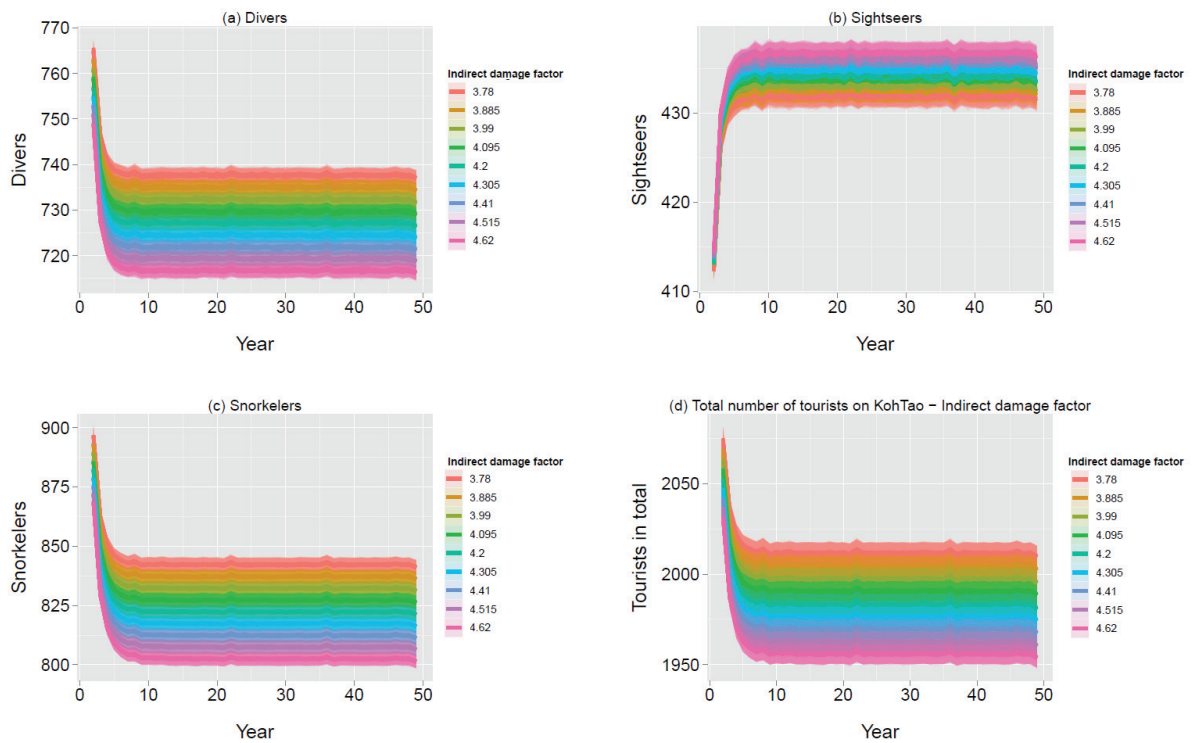 (a) Divers
770
760
750
740
730
720
0 10 20 30 40 50
Divers
Year
Indirect damage factor
3.78
3.885
3.99
4.095
4.2
4.305
4.41
4.515
4.62
(b) Sightseers
430
420
410
0 10 20 30 40 50
Sightseers
Year
Indirect damage factor
3.78
3.885
3.99
4.095
4.2
4.305
4.41
4.515
4.62
(c) Snorkelers
900
875
850
825
800
0 10 20 30 40 50
Snorkelers
Year
Indirect damage factor
3.78
3.885
3.99
4.095
4.2
4.305
4.41
4.515
4.62
(d) Total number of tourists on KohTao − Indirect damage factor
2050
2000
1950
0 10 20 30 40 50
Tourists in total
Year
Indirect damage factor
3.78
3.885
3.99
4.095
4.2
4.305
4.41
4.515
4.62